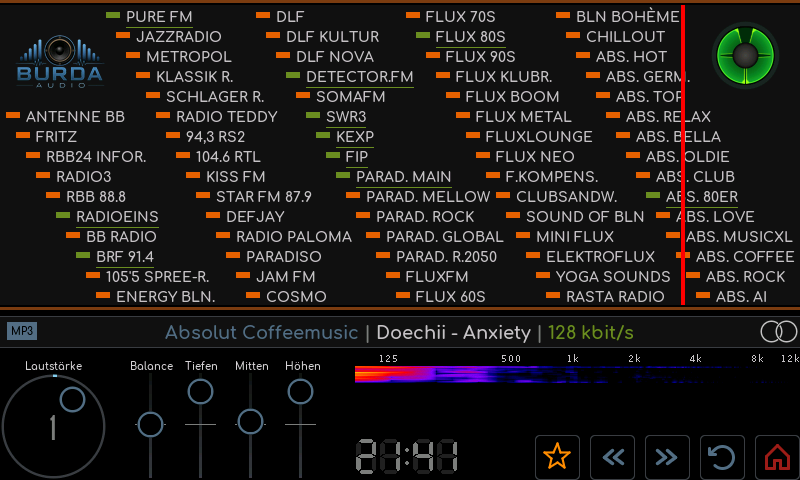 BURDA
AUDIO
PURE FM
JAZZRADIO
METROPOL
KLASSIK R.
SCHLAGER R.
ANTENNE BB
RADIO TEDDY
FRITZ
94,3 RS2
RBB24 INFOR.
104.6 RTL
RADIO3
KISS FM
RBB 88.8
STAR FM 87.9
RADIOEINS
DEFJAY
BB RADIO
RADIO PALOMA
BRF 91.4
PARADISO
105'5 SPREE-R.
JAM FM
ENERGY BLN.
COSMO
DLF
DLF KULTUR
DLF NOVA
DETECTOR.FM
SOMAFM
SWR3
KEXP
FIP
PARAD. MAIN
PARAD. MELLOW
PARAD. ROCK
PARAD. GLOBAL
PARAD. R.2050
FLUXFM
FLUX 60S
FLUX 70S
FLUX 80S
FLUX 90S
FLUX KLUBR.
FLUX BOOM
FLUX METAL
FLUXLOUNGE
FLUX NEO
F.KOMPENS.
CLUBSANDW.
SOUND OF BLN
MINI FLUX
ELEKTROFLUX
YOGA SOUNDS
RASTA RADIO
BLN BOHÈME
CHILLOUT
ABS. HOT
ABS. GERM.
ABS. TOP
ABS. RELAX
ABS. BELLA
ABS. OLDIE
ABS. CLUB
ABS. 80ER
ABS. LOVE
ABS. MUSICXL
ABS. COFFEE
ABS. ROCK
ABS. AI
MP3
Absolut Coffeemusic | Doechii - Anxiety | 128 kbit/s
Lautstärke
1
Balance
Tiefen
Mitten
Höhen
125 500 1k 2k 4k 8k 12k
21:41